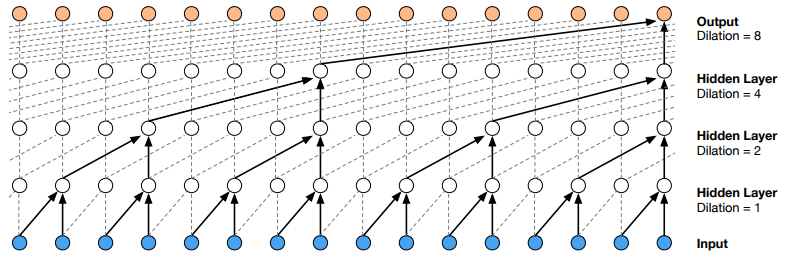 Output
Dilation = 8
Hidden Layer
Dilation = 4
Hidden Layer
Dilation = 2
Hidden Layer
Dilation = 1
Input